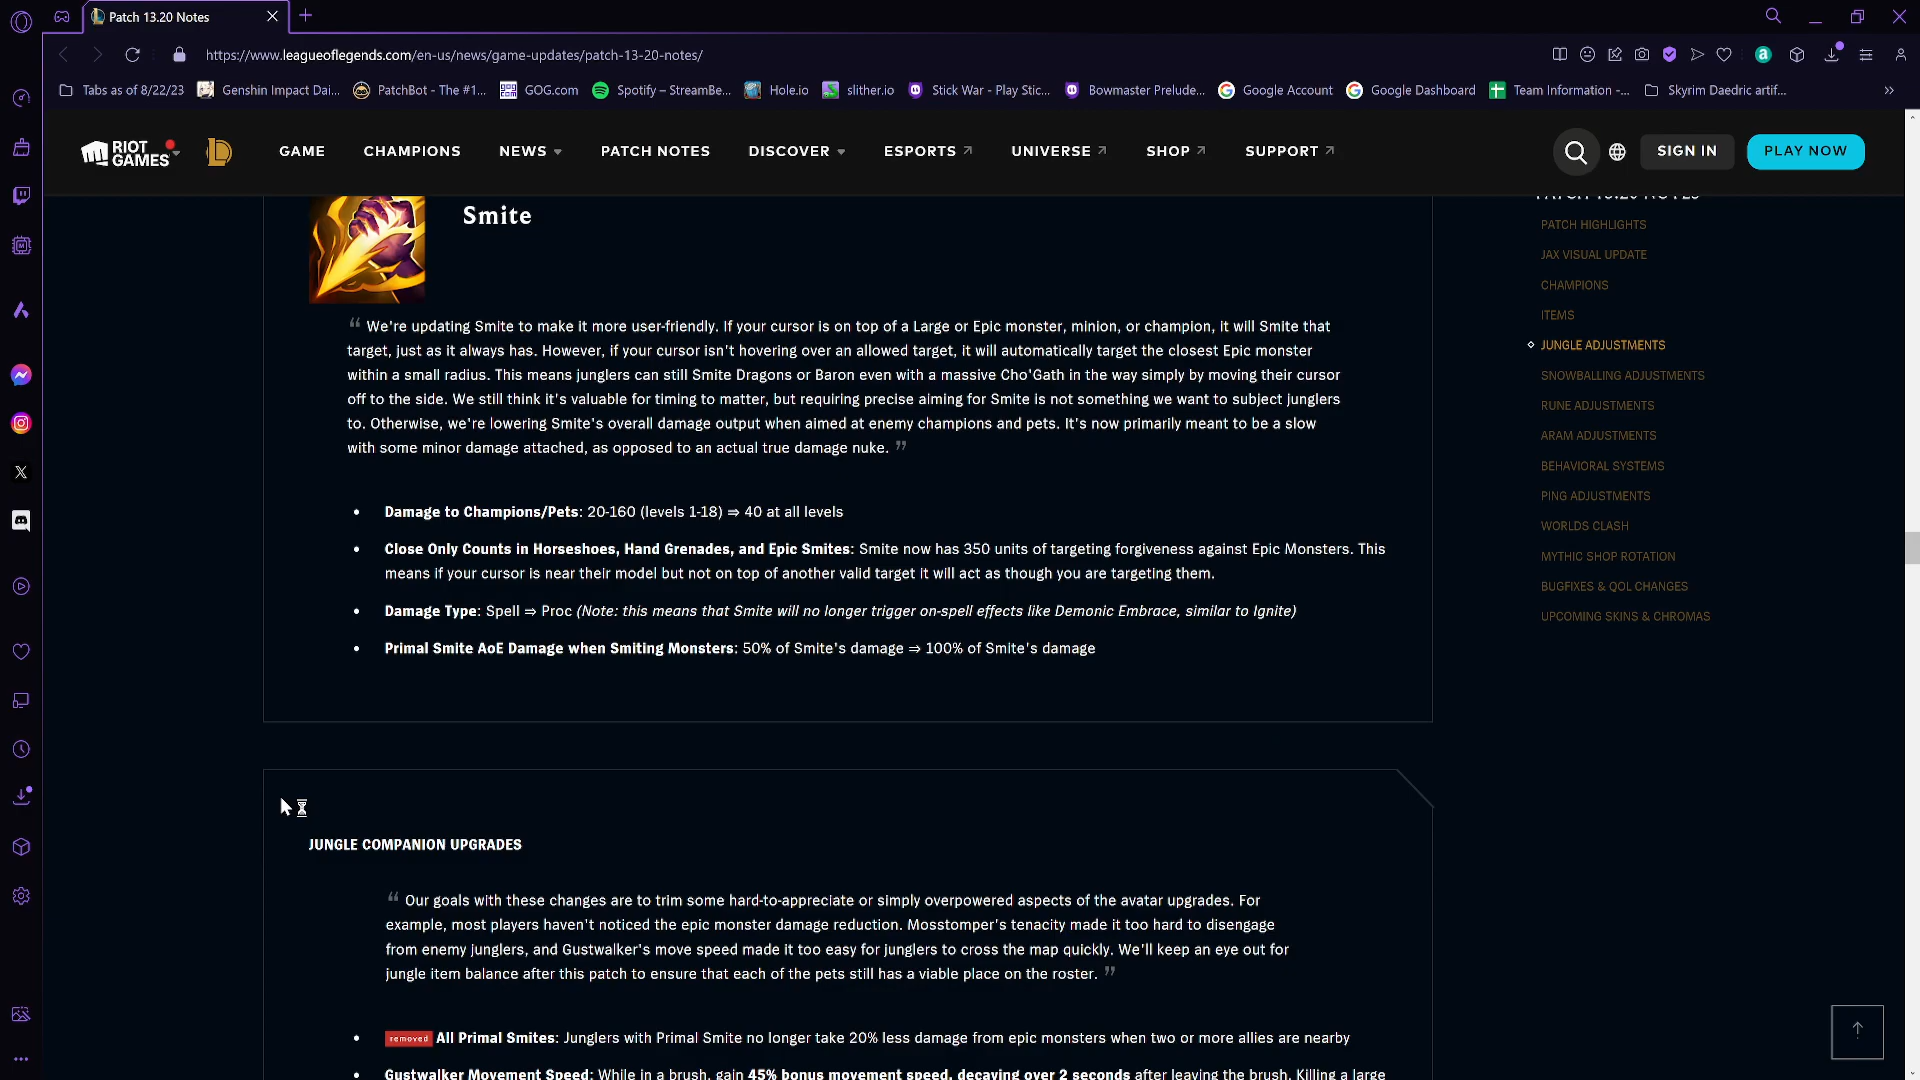 Patch 13.20 Notes
https://www.leagueoflegends.com/en-us/news/game-updates/patch-13-20-notes/
Tabs as of 8/22/23 Genshin Impact Dai... PatchBot - The #1... GOG.com Spotify – StreamBe... Hole.io slither.io Stick War - Play Stic... Bowmaster Prelude... Google Account Google Dashboard Team Information -... Skyrim Daedric artif...
RIOT GAMES GAME CHAMPIONS NEWS PATCH NOTES DISCOVER ESPORTS UNIVERSE SHOP SUPPORT SIGN IN PLAY NOW
Smite
“ We're updating Smite to make it more user-friendly. If your cursor is on top of a Large or Epic monster, minion, or champion, it will Smite that
target, just as it always has. However, if your cursor isn't hovering over an allowed target, it will automatically target the closest Epic monster
within a small radius. This means junglers can still Smite Dragons or Baron even with a massive Cho'Gath in the way simply by moving their cursor
off to the side. We still think it's valuable for timing to matter, but requiring precise aiming for Smite is not something we want to subject junglers
to. Otherwise, we're lowering Smite's overall damage output when aimed at enemy champions and pets. It's now primarily meant to be a slow
with some minor damage attached, as opposed to an actual true damage nuke. ”
• Damage to Champions/Pets: 20-160 (levels 1-18) ⇒ 40 at all levels
• Close Only Counts in Horseshoes, Hand Grenades, and Epic Smites: Smite now has 350 units of targeting forgiveness against Epic Monsters. This
means if your cursor is near their model but not on top of another valid target it will act as though you are targeting them.
• Damage Type: Spell ⇒ Proc (Note: this means that Smite will no longer trigger on-spell effects like Demonic Embrace, similar to Ignite)
• Primal Smite AoE Damage when Smiting Monsters: 50% of Smite's damage ⇒ 100% of Smite's damage
JUNGLE COMPANION UPGRADES
“ Our goals with these changes are to trim some hard-to-appreciate or simply overpowered aspects of the avatar upgrades. For
example, most players haven't noticed the epic monster damage reduction. Mosstomper's tenacity made it too hard to disengage
from enemy junglers, and Gustwalker's move speed made it too easy for junglers to cross the map quickly. We'll keep an eye out for
jungle item balance after this patch to ensure that each of the pets still has a viable place on the roster. ”
• removed All Primal Smites: Junglers with Primal Smite no longer take 20% less damage from epic monsters when two or more allies are nearby
• Gustwalker Movement Speed: While in a brush, gain 45% bonus movement speed, decaying over 2 seconds after leaving the brush. Killing a large
PATCH 13.20 NOTES
PATCH HIGHLIGHTS
JAX VISUAL UPDATE
CHAMPIONS
ITEMS
JUNGLE ADJUSTMENTS
SNOWBALLING ADJUSTMENTS
RUNE ADJUSTMENTS
ARAM ADJUSTMENTS
BEHAVIORAL SYSTEMS
PING ADJUSTMENTS
WORLDS CLASH
MYTHIC SHOP ROTATION
BUGFIXES & QOL CHANGES
UPCOMING SKINS & CHROMAS